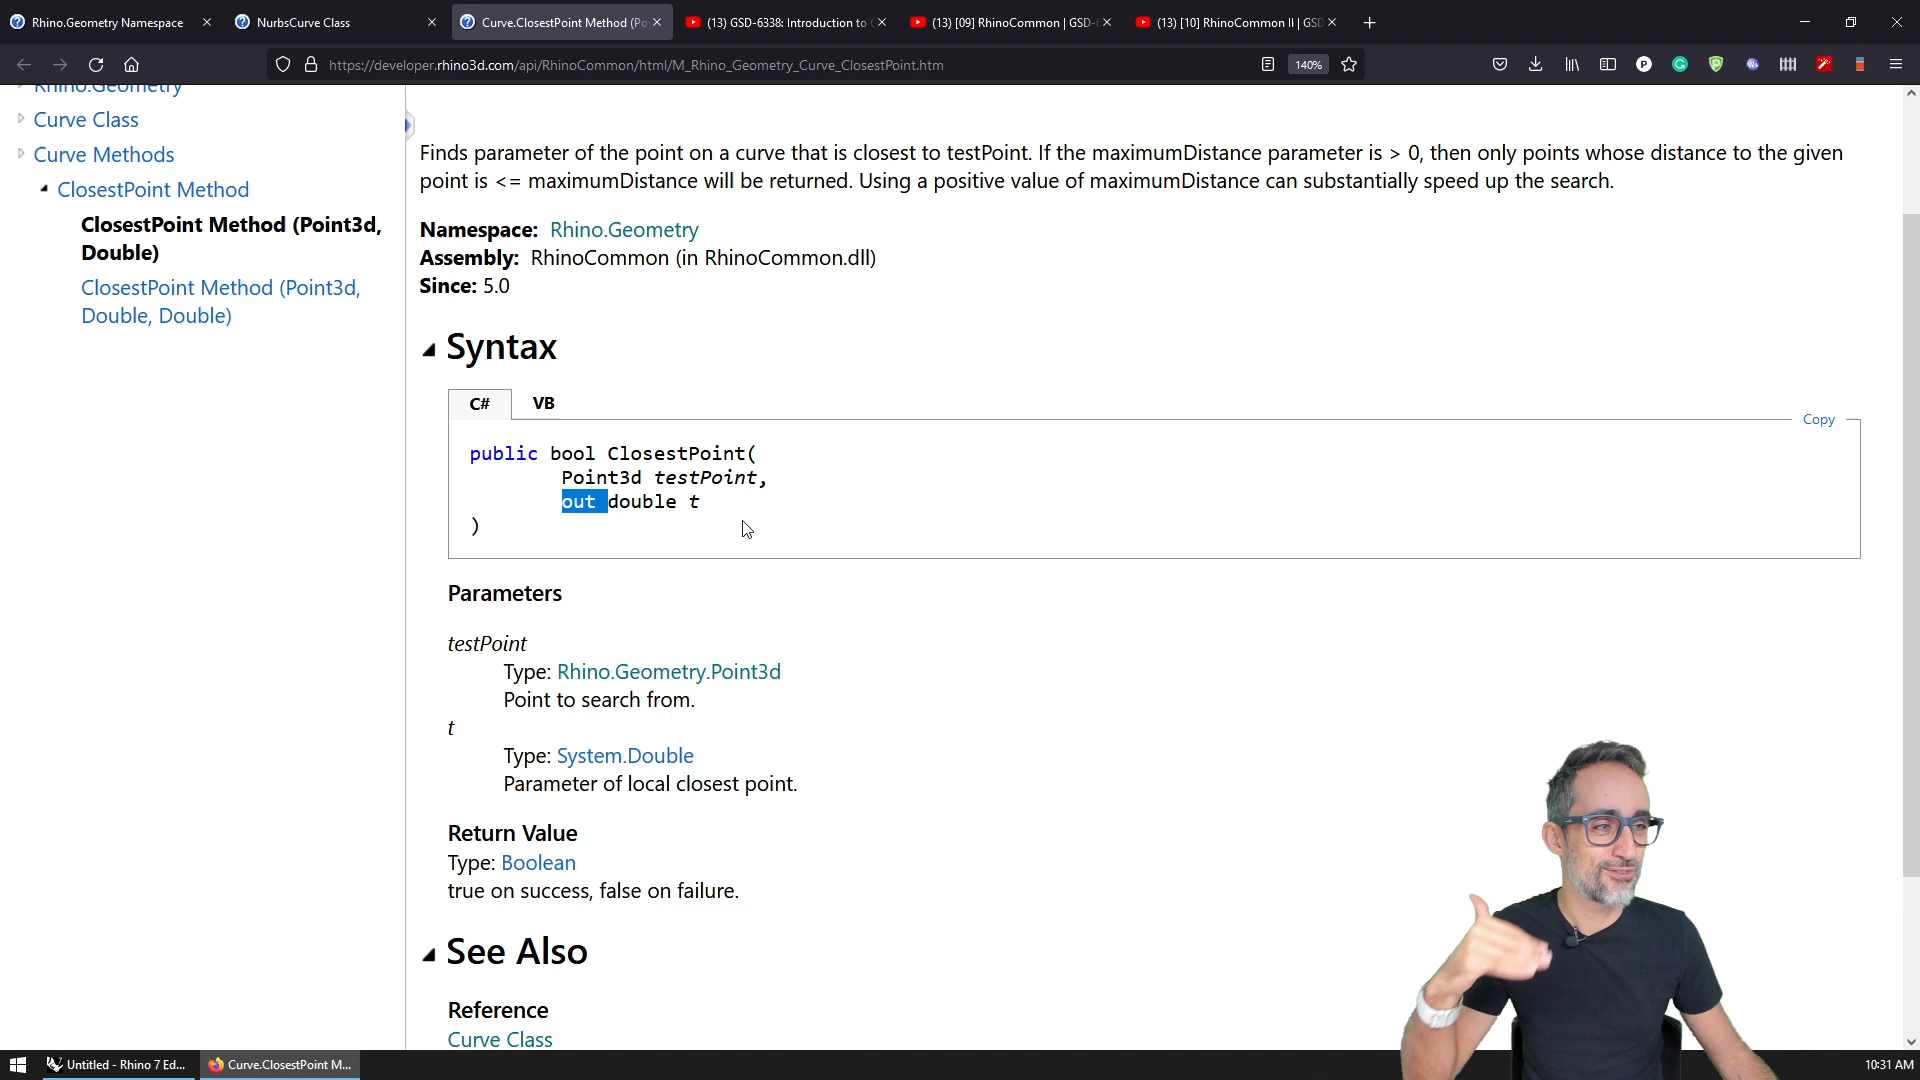 Rhino.Geometry Namespace
NurbsCurve Class
Curve.ClosestPoint Method (Po
(13) GSD-6338: Introduction to
(13) [09] RhinoCommon | GSD-
(13) [10] RhinoCommon II | GSD
https://developer.rhino3d.com/api/RhinoCommon/html/M_Rhino_Geometry_Curve_ClosestPoint.htm
140%
Rhino.Geometry
Curve Class
Curve Methods
ClosestPoint Method
ClosestPoint Method (Point3d,
Double)
ClosestPoint Method (Point3d,
Double, Double)
Finds parameter of the point on a curve that is closest to testPoint. If the maximumDistance parameter is > 0, then only points whose distance to the given
point is <= maximumDistance will be returned. Using a positive value of maximumDistance can substantially speed up the search.
Namespace: Rhino.Geometry
Assembly: RhinoCommon (in RhinoCommon.dll)
Since: 5.0
Syntax
C# VB
Copy
public bool ClosestPoint(
Point3d testPoint,
out double t
)
Parameters
testPoint
Type: Rhino.Geometry.Point3d
Point to search from.
t
Type: System.Double
Parameter of local closest point.
Return Value
Type: Boolean
true on success, false on failure.
See Also
Reference
Curve Class
Untitled - Rhino 7 Ed...
Curve.ClosestPoint M...
10:31 AM